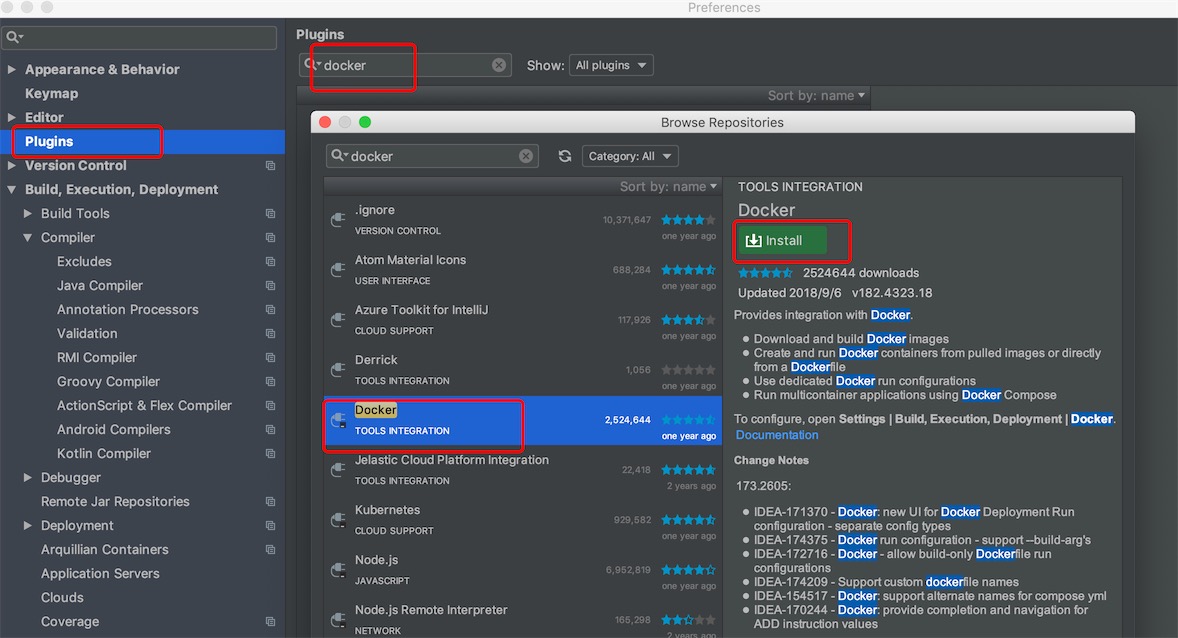 Preferences
Appearance & Behavior
Keymap
Editor
Plugins
Version Control
Build, Execution, Deployment
Build Tools
Compiler
Excludes
Java Compiler
Annotation Processors
Validation
RMI Compiler
Groovy Compiler
ActionScript & Flex Compiler
Android Compilers
Kotlin Compiler
Debugger
Remote Jar Repositories
Deployment
Arquillian Containers
Application Servers
Clouds
Coverage
Plugins
docker
Show: All plugins
Sort by: name
Browse Repositories
docker
Category: All
Sort by: name
.ignore 10,371,647
VERSION CONTROL one year ago
Atom Material Icons 688,284
USER INTERFACE one year ago
Azure Toolkit for IntelliJ 117,926
CLOUD SUPPORT one year ago
Derrick 1,056
TOOLS INTEGRATION one year ago
Docker 2,524,644
TOOLS INTEGRATION one year ago
Jelastic Cloud Platform Integration 22,418
TOOLS INTEGRATION 2 years ago
Kubernetes 929,582
CLOUD SUPPORT one year ago
Node.js 6,952,819
JAVASCRIPT one year ago
Node.js Remote Interpreter 165,298
NETWORK 2 years ago
TOOLS INTEGRATION
Docker
Install
2524644 downloads
Updated 2018/9/6 v182.4323.18
Provides integration with Docker.
Download and build Docker images
Create and run Docker containers from pulled images or directly
from a Dockerfile
Use dedicated Docker run configurations
Run multicontainer applications using Docker Compose
To configure, open Settings | Build, Execution, Deployment | Docker.
Documentation
Change Notes
173.2605:
IDEA-171370 - Docker: new UI for Docker Deployment Run
configuration - separate config types
IDEA-174375 - Docker run configuration - support --build-arg's
IDEA-172716 - Docker - allow build-only Dockerfile run
configurations
IDEA-174209 - Support custom dockerfile names
IDEA-154517 - Docker: support alternate names for compose yml
IDEA-170244 - Docker: provide completion and navigation for
ADD instruction values